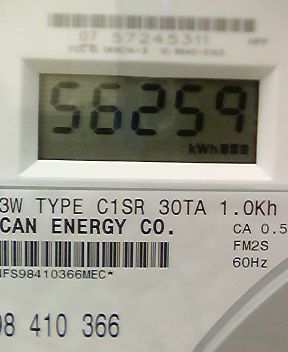 07 57245311
56259
kWh
3W TYPE C1SR 30TA 1.0Kh
CAN ENERGY CO.
CA 0.5
FM2S
60Hz
NFS98410366MEC*
98 410 366